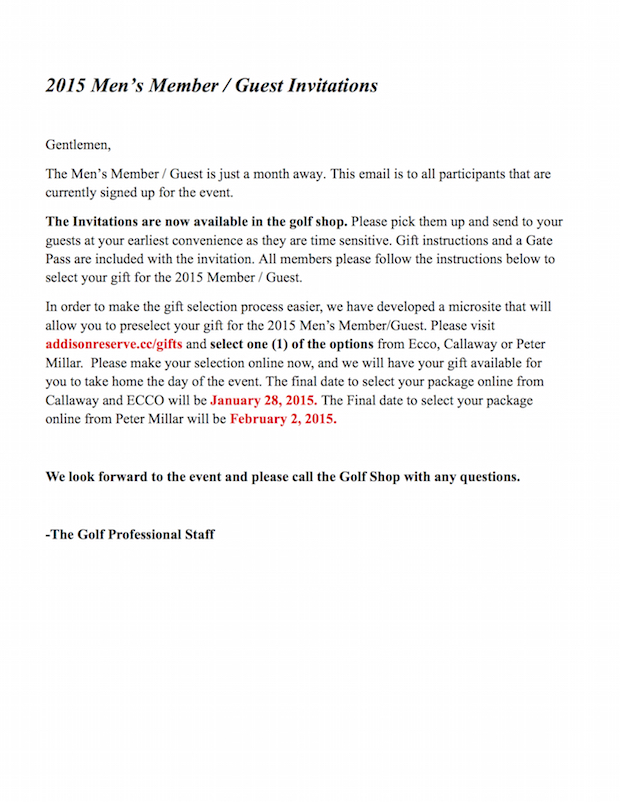 2015 Men's Member / Guest Invitations
Gentlemen,
The Men's Member / Guest is just a month away. This email is to all participants that are
currently signed up for the event.
The Invitations are now available in the golf shop. Please pick them up and send to your
guests at your earliest convenience as they are time sensitive. Gift instructions and a Gate
Pass are included with the invitation. All members please follow the instructions below to
select your gift for the 2015 Member / Guest.
In order to make the gift selection process easier, we have developed a microsite that will
allow you to preselect your gift for the 2015 Men's Member/Guest. Please visit
addisonreserve.cc/gifts and select one (1) of the options from Ecco, Callaway or Peter
Millar.  Please make your selection online now, and we will have your gift available for
you to take home the day of the event. The final date to select your package online from
Callaway and ECCO will be January 28, 2015. The Final date to select your package
online from Peter Millar will be February 2, 2015.
We look forward to the event and please call the Golf Shop with any questions.
-The Golf Professional Staff